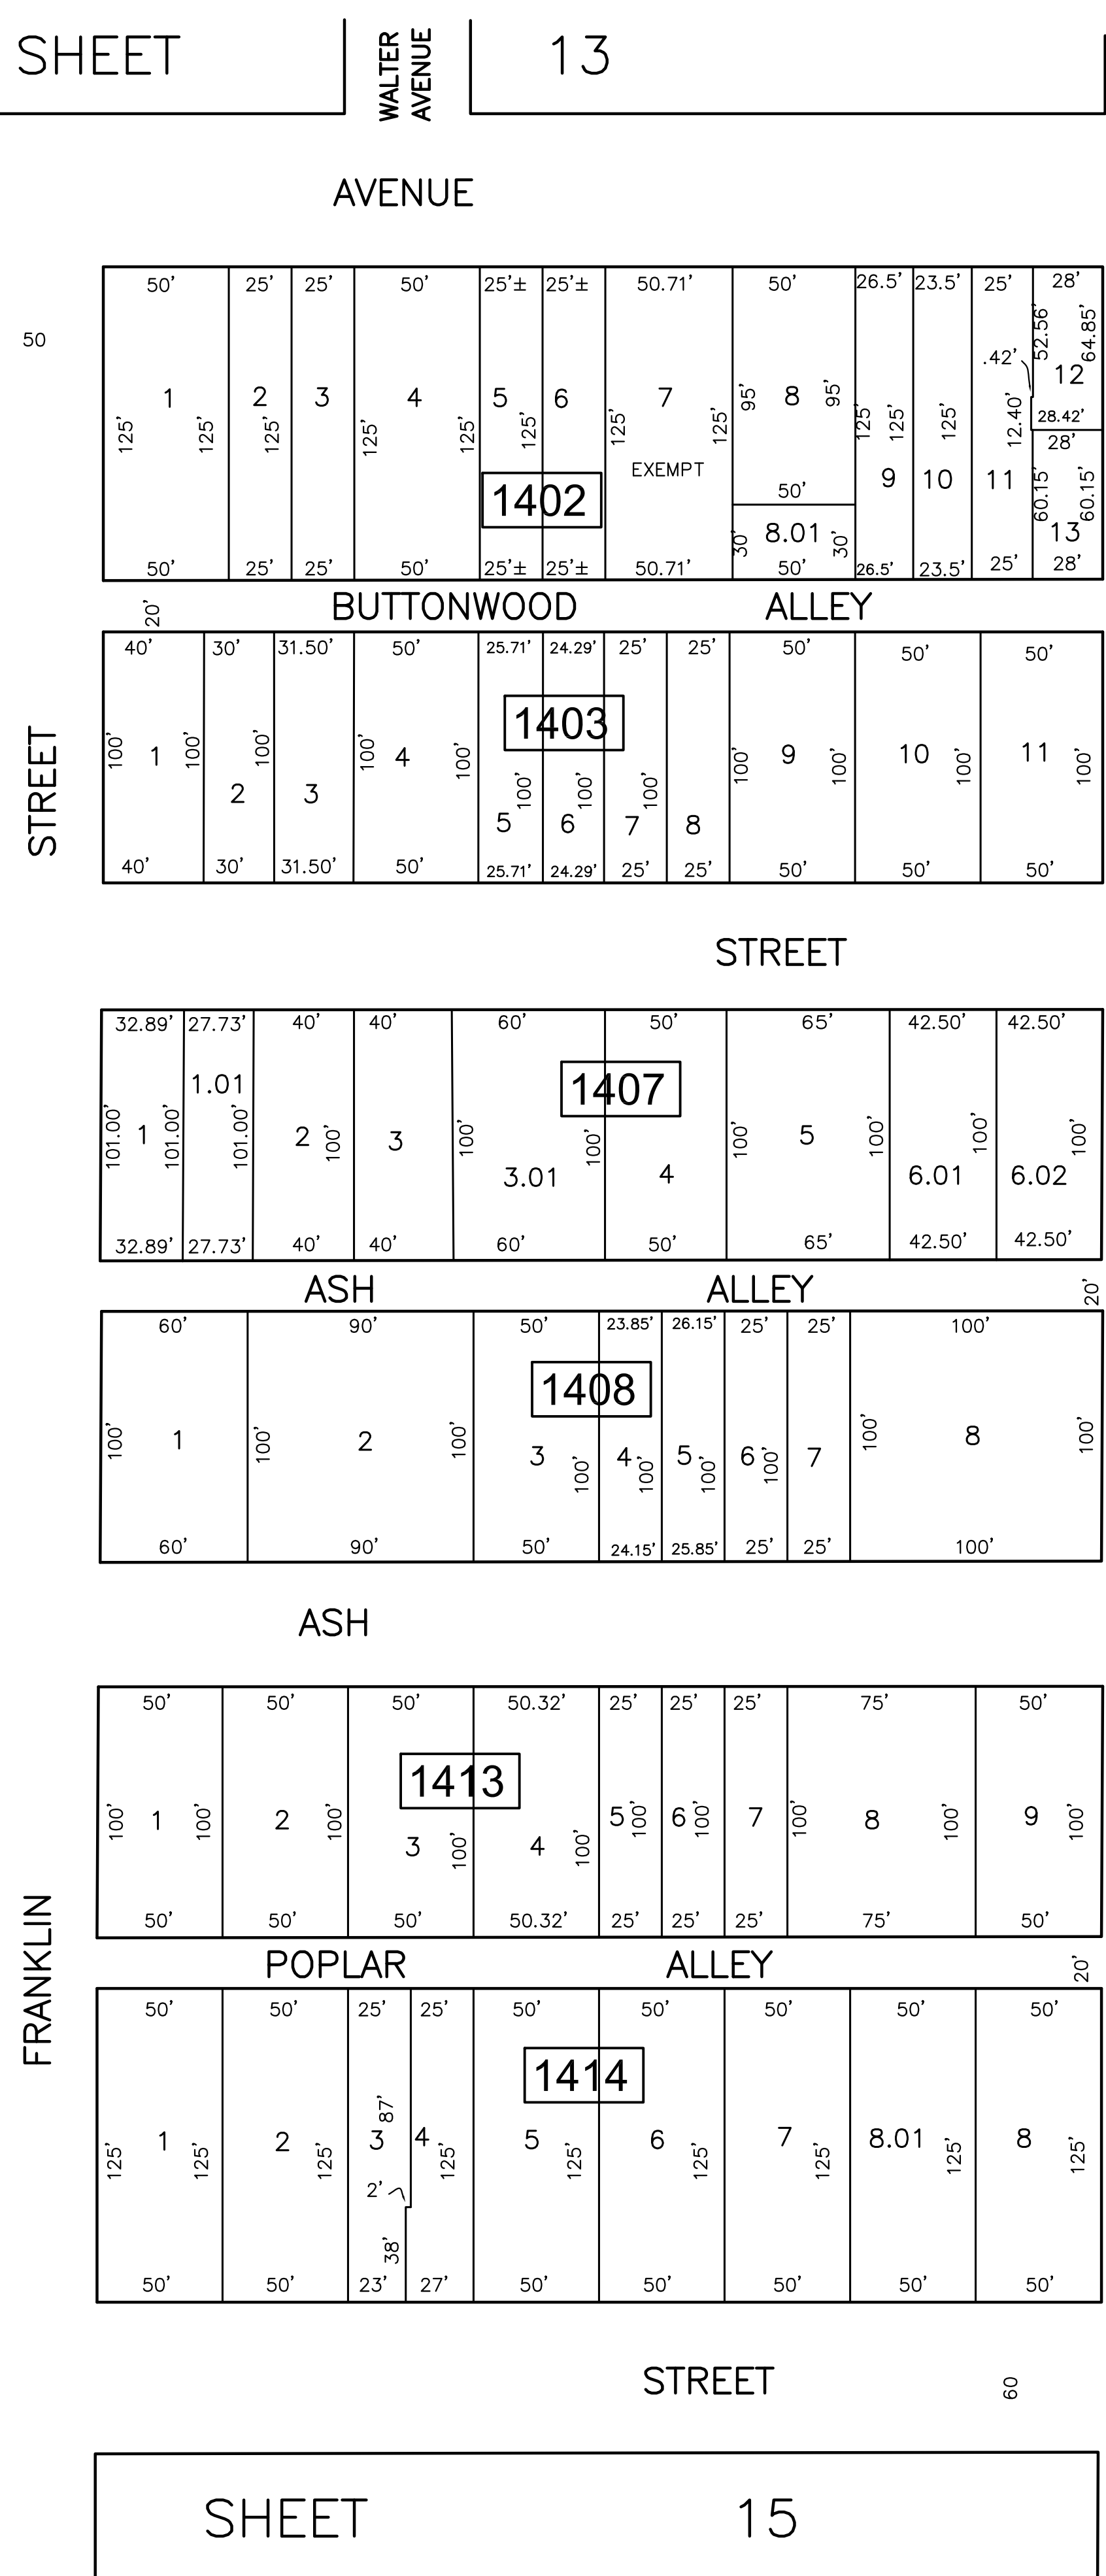 SHEET
WALTER
AVENUE
13
AVENUE
50' 25' 25' 50' 25'± 25'± 50.71' 50' 26.5' 23.5' 25' 28'
50
52.56' 64.85'
.42'
12
1 2 3 4 5 6 7 95' 8 95'
12.40' 28.42'
125' 125' 125' 125' 125' 125' 125' 125' 125' 125' 125'
28'
EXEMPT
9 10 11
60.15' 60.15'
1402
50'
30' 8.01 30'
13
50' 25' 25' 50' 25'± 25'± 50.71' 50' 26.5' 23.5' 25' 28'
20'
BUTTONWOOD ALLEY
40' 30' 31.50' 50' 25.71' 24.29' 25' 25' 50' 50' 50'
1403
STREET
100' 1 100' 100' 100' 4 100' 100' 9 100' 10 100' 11 100'
2 3 100' 100' 100'
5 6 7 8
40' 30' 31.50' 50' 25.71' 24.29' 25' 25' 50' 50' 50'
STREET
32.89' 27.73' 40' 40' 60' 50' 65' 42.50' 42.50'
1.01
1407
101.00' 1 101.00' 101.00' 2 100' 3 100' 100' 100' 5 100' 100' 100'
3.01 4 6.01 6.02
32.89' 27.73' 40' 40' 60' 50' 65' 42.50' 42.50'
ASH ALLEY
20'
60' 90' 50' 23.85' 26.15' 25' 25' 100'
1408
100' 1 100' 2 100' 100' 8 100'
3 100' 4 100' 5 100' 6 100' 7
60' 90' 50' 24.15' 25.85' 25' 25' 100'
ASH
50' 50' 50' 50.32' 25' 25' 25' 75' 50'
1413
100' 1 100' 2 100' 5 100' 6 100' 7 100' 8 100' 9 100'
3 100' 4 100'
50' 50' 50' 50.32' 25' 25' 25' 75' 50'
FRANKLIN
POPLAR ALLEY
20'
50' 50' 25' 25' 50' 50' 50' 50' 50'
1414
87'
1 2 3 4 5 6 7 8.01 8
125' 125' 125' 125' 125' 125' 125' 125' 125'
2'
38'
50' 50' 23' 27' 50' 50' 50' 50' 50'
STREET
60
SHEET 15